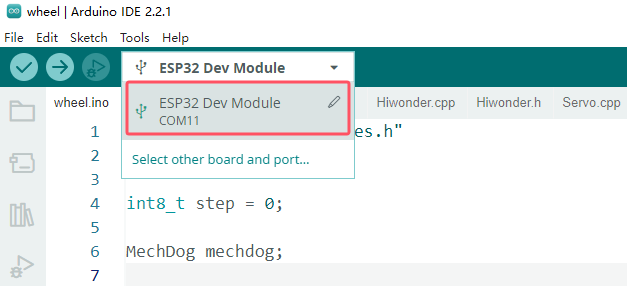 wheel | Arduino IDE 2.2.1
File Edit Sketch Tools Help
ESP32 Dev Module
ESP32 Dev Module
COM11
Select other board and port...
wheel.ino
Hiwonder.cpp
Hiwonder.h
Servo.cpp
1
2 es.h"
3
4 int8_t step = 0;
5
6 MechDog mechdog;
7